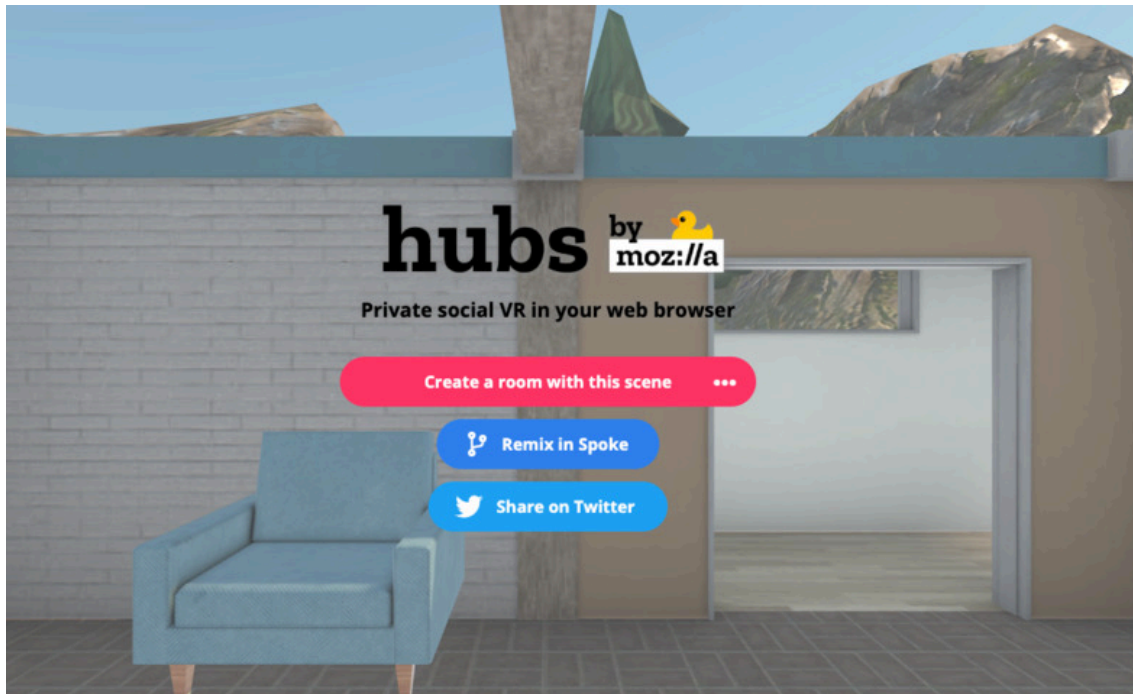 hubs by
moz://a
Private social VR in your web browser
Create a room with this scene
Remix in Spoke
Share on Twitter